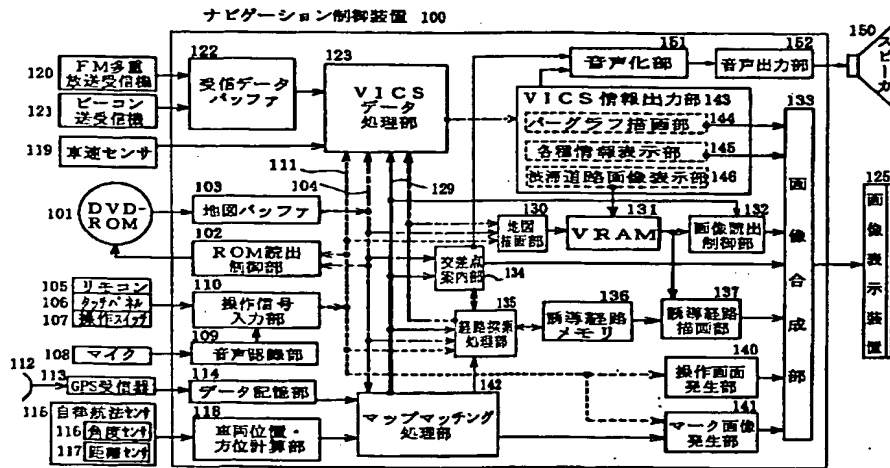 ナビゲーション制御装置 100
120 FM多重放送受信機
121 ビーコン送受信機
119 車速センサ
122 受信データバッファ
123 VICSデータ処理部
111
104
129
101 DVD-ROM
103 地図バッファ
102 ROM読出制御部
105 リモコン
106 タッチパネル
107 操作スイッチ
110 操作信号入力部
108 マイク
109 音声認識部
112
113 GPS受信器
114 データ記憶部
115 自律航法センサ
116 角度センサ
117 距離センサ
118 車両位置・方位計算部
142 マップマッチング処理部
151 音声化部
152 音声出力部
150 スピーカ
VICS情報出力部 143
バーグラフ描画部 144
各種情報表示部 145
渋滞道路画像表示部 146
130 地図描画部
131 VRAM
132 画像読出制御部
交差点案内部 134
135 経路探索処理部
136 誘導経路メモリ
137 誘導経路描画部
140 操作画面発生部
141 マーク画像発生部
133 画像合成部
125 画像表示装置